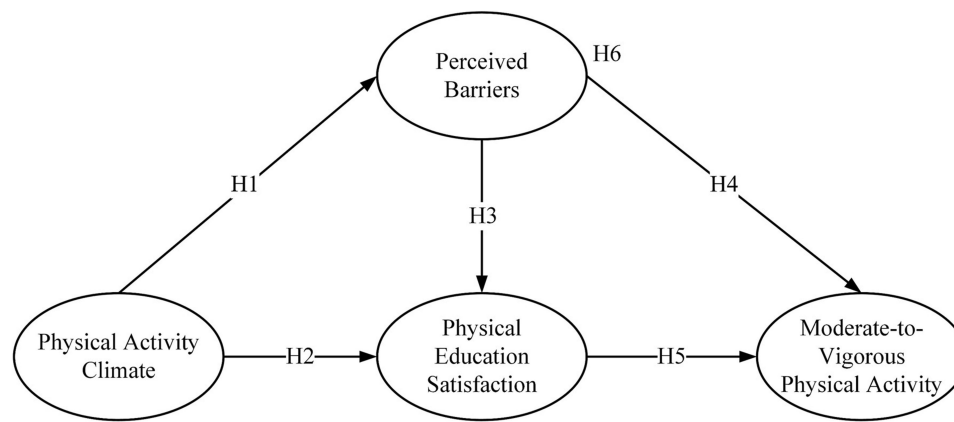 Perceived
Barriers
H6
H1
H4
H3
Physical Activity
Climate
H2
Physical
Education
Satisfaction
H5
Moderate-to-
Vigorous
Physical Activity